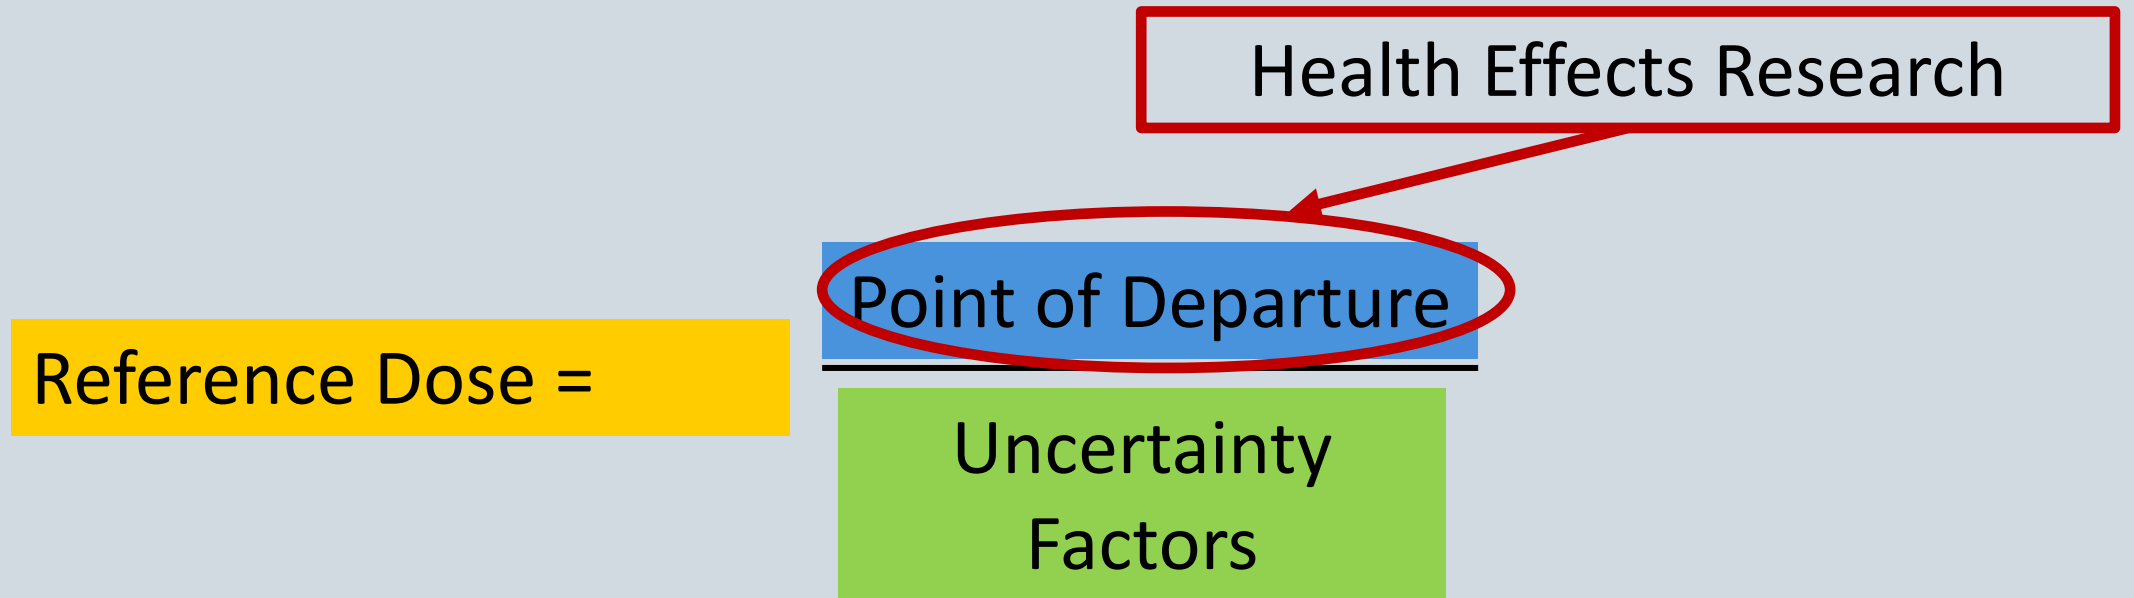 Health Effects Research
Point of Departure
Reference Dose =
Uncertainty
Factors